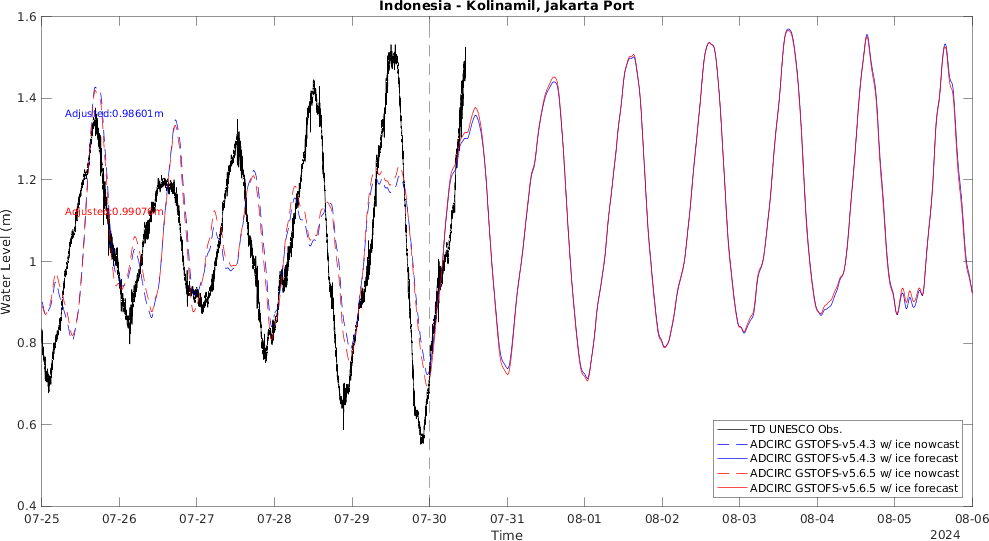 Indonesia - Kolinamil, Jakarta Port
Water Level (m)
1.6
1.4
1.2
1
0.8
0.6
0.4
Adjusted:0.98601m
Adjusted:0.99076m
TD UNESCO Obs.
ADCIRC GSTOFS-v5.4.3 w/ ice nowcast
ADCIRC GSTOFS-v5.4.3 w/ ice forecast
ADCIRC GSTOFS-v5.6.5 w/ ice nowcast
ADCIRC GSTOFS-v5.6.5 w/ ice forecast
07-25 07-26 07-27 07-28 07-29 07-30 07-31 08-01 08-02 08-03 08-04 08-05 08-06
Time
2024